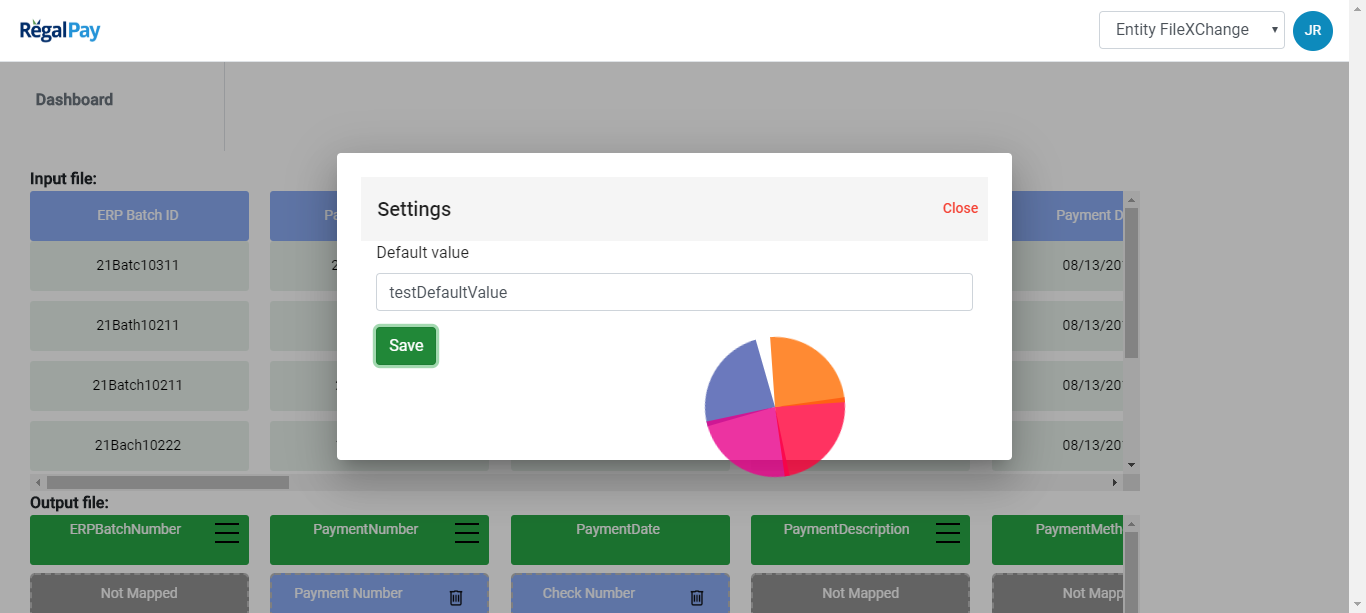 RegalPay
Entity FileXChange
JR
Dashboard
Input file:
ERP Batch ID
Payment D
Settings
Close
Default value
testDefaultValue
Save
21Batc10311
08/13/20
21Bath10211
08/13/20
21Batch10211
08/13/20
21Bach10222
08/13/20
Output file:
ERPBatchNumber
PaymentNumber
PaymentDate
PaymentDescription
PaymentMeth
Not Mapped
Payment Number
Check Number
Not Mapped
Not Mapp